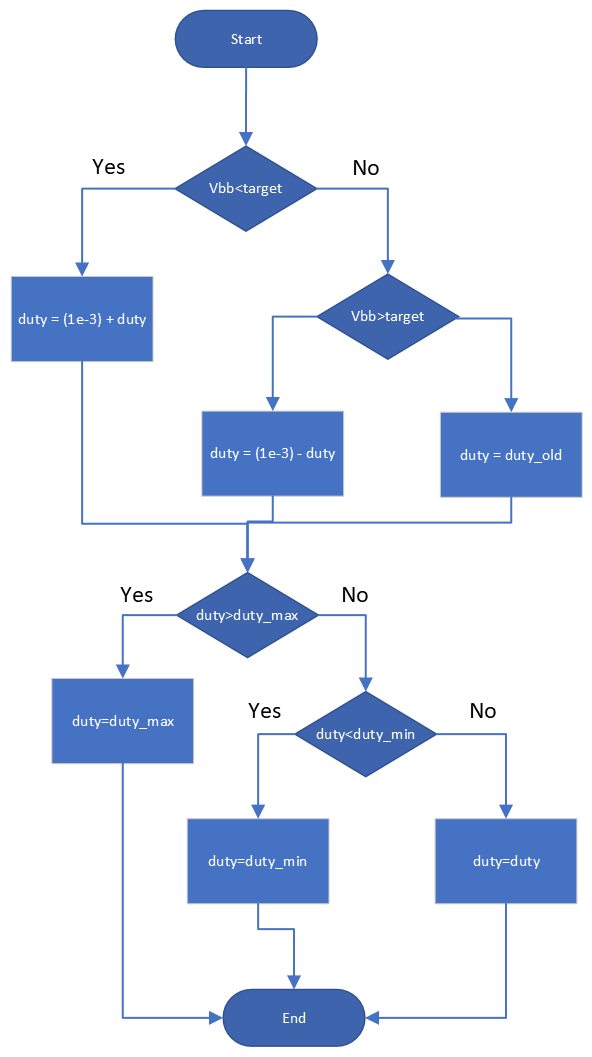 Start
Yes
No
Vbb<target
duty = (1e-3) + duty
Vbb>target
duty = (1e-3) - duty
duty = duty_old
Yes
No
duty>duty_max
duty=duty_max
Yes
No
duty<duty_min
duty=duty_min
duty=duty
End